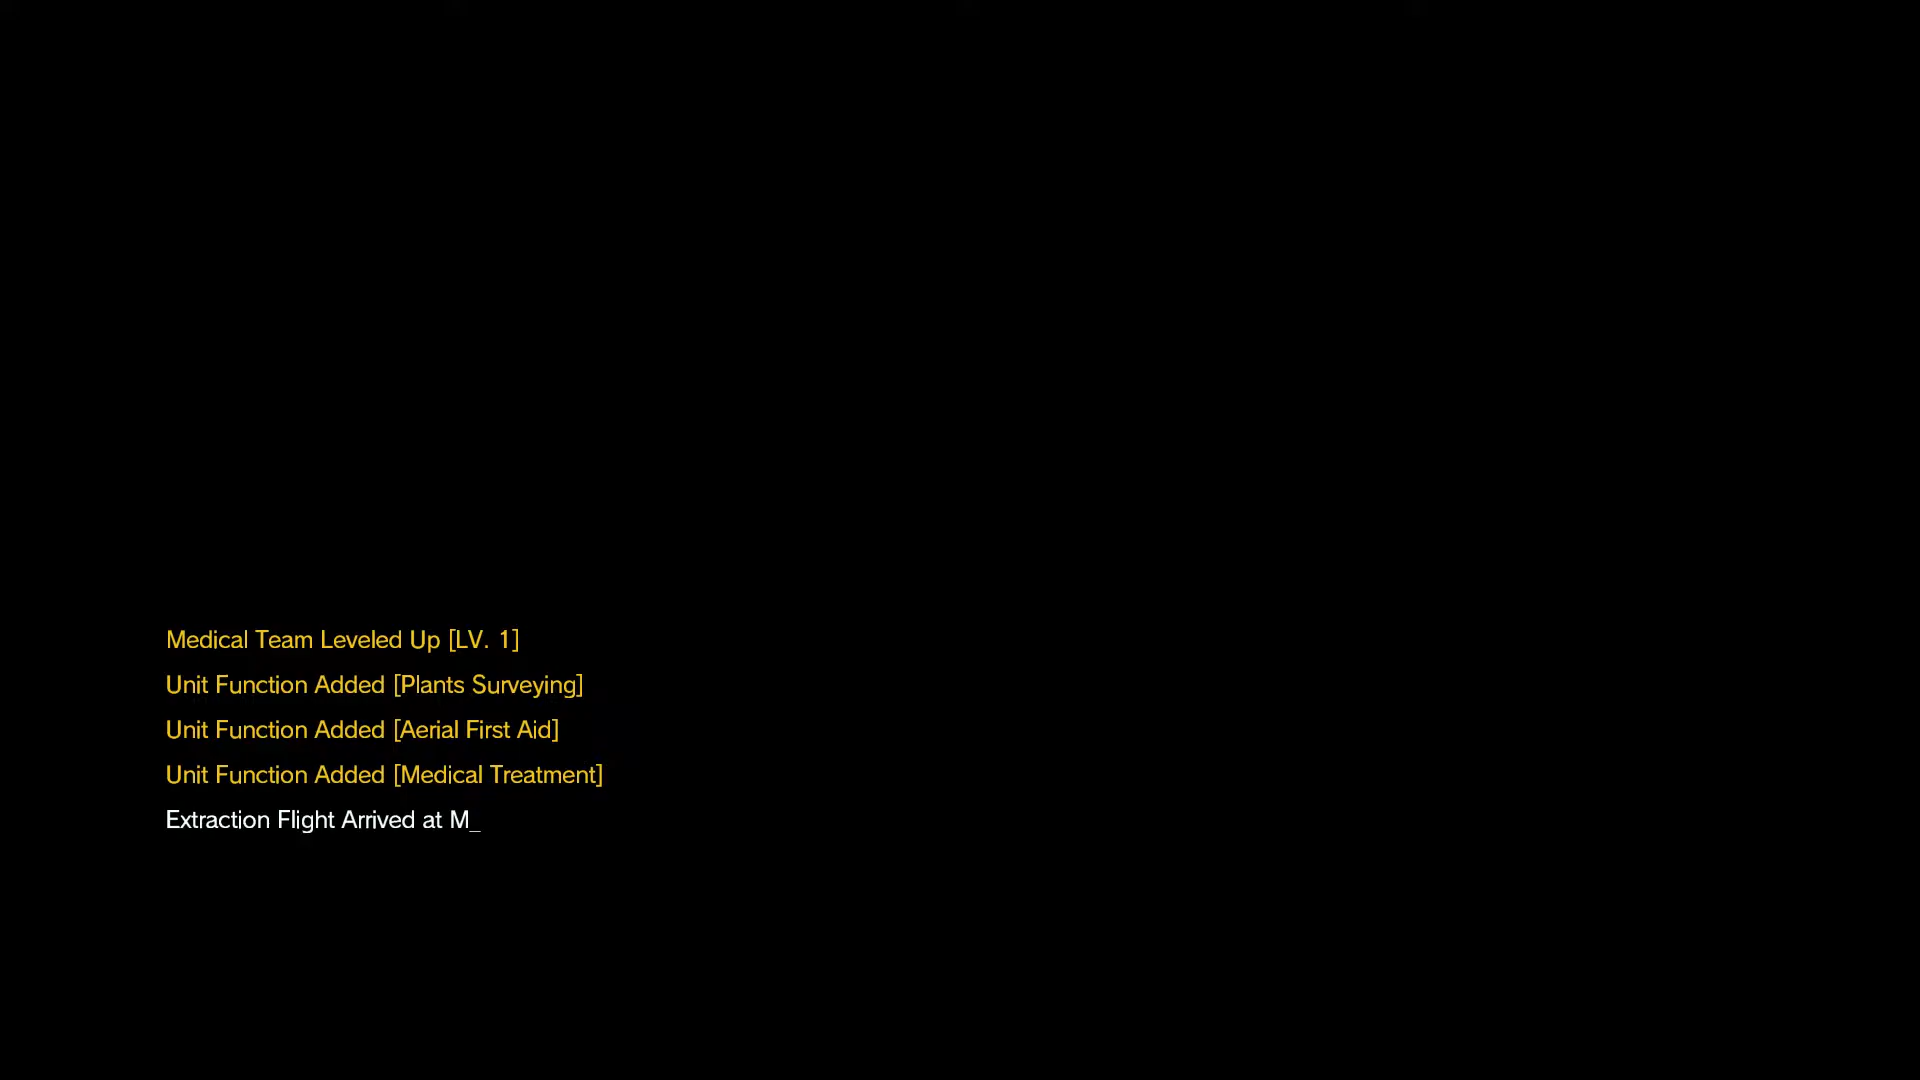 Medical Team Leveled Up [LV. 1]
Unit Function Added [Plants Surveying]
Unit Function Added [Aerial First Aid]
Unit Function Added [Medical Treatment]
Extraction Flight Arrived at M_